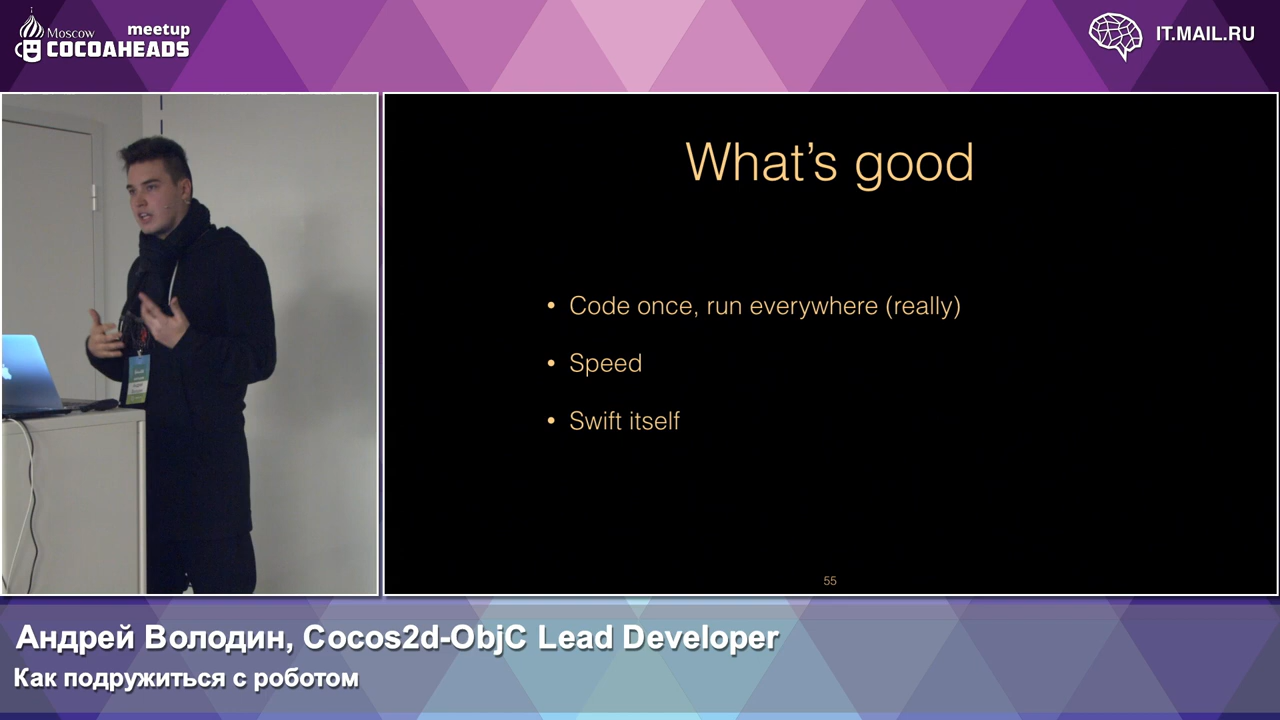 Moscow
meetup
COCOAHEADS
IT.MAIL.RU
What's good
• Code once, run everywhere (really)
• Speed
• Swift itself
55
Андрей Володин, Cocos2d-ObjC Lead Developer
Как подружиться с роботом